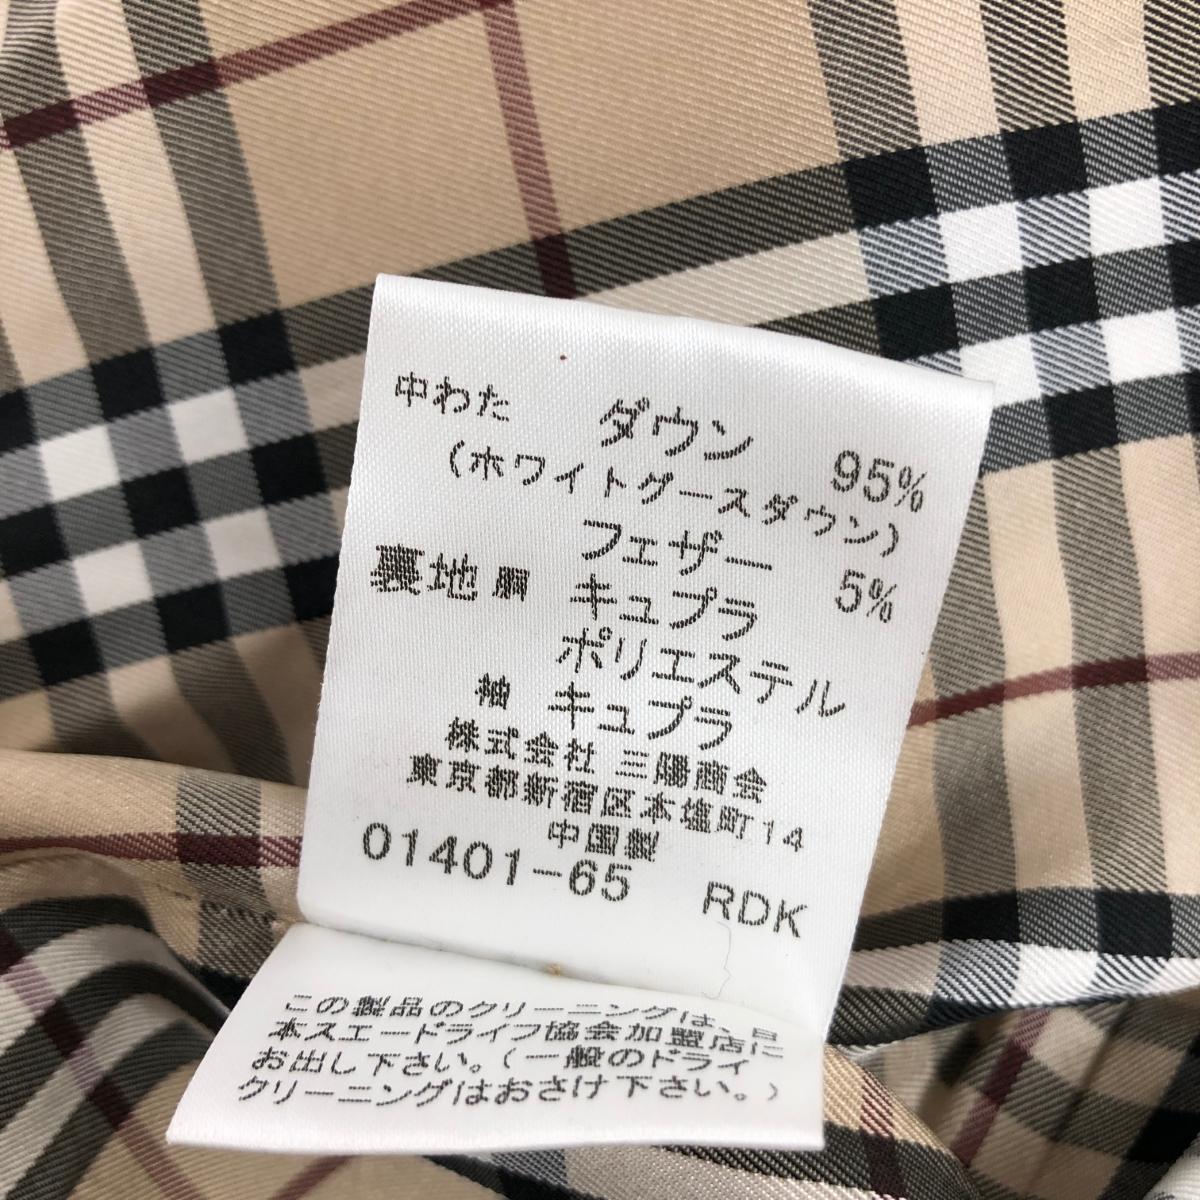 中わた ダウン 95%
(ホワイトグースダウン)
フェザー 5%
裏地 胴 キュプラ
ポリエステル
袖 キュプラ
株式会社 三陽商会
東京都新宿区本塩町14
中国製
01401-65 RDK
この製品のクリーニングは、日
本スエードライフ協会加盟店に
お出し下さい。(一般のドライ
クリーニングはおさけ下さい。)